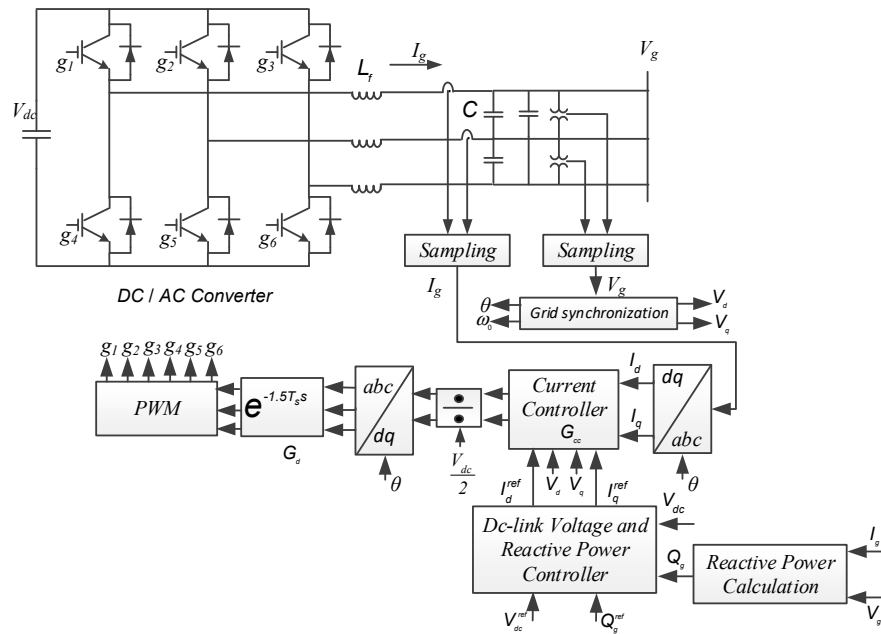 g1
g2
g3
Lf
Ig
Vg
Vdc
C
g4
g5
g6
Sampling
Sampling
DC / AC Converter
Ig
Vg
θ
ω0
Grid synchronization
Vd
Vq
g1 g2 g3 g4 g5 g6
PWM
e-1.5Tss
Gd
abc
dq
θ
÷
Vdc
2
Current
Controller
Gcc
Id
Iq
dq
abc
θ
Idref
Vd
Vq
Iqref
Vdc
Dc-link Voltage and
Reactive Power
Controller
Qg
Reactive Power
Calculation
Ig
Vg
Vdcref
Qgref